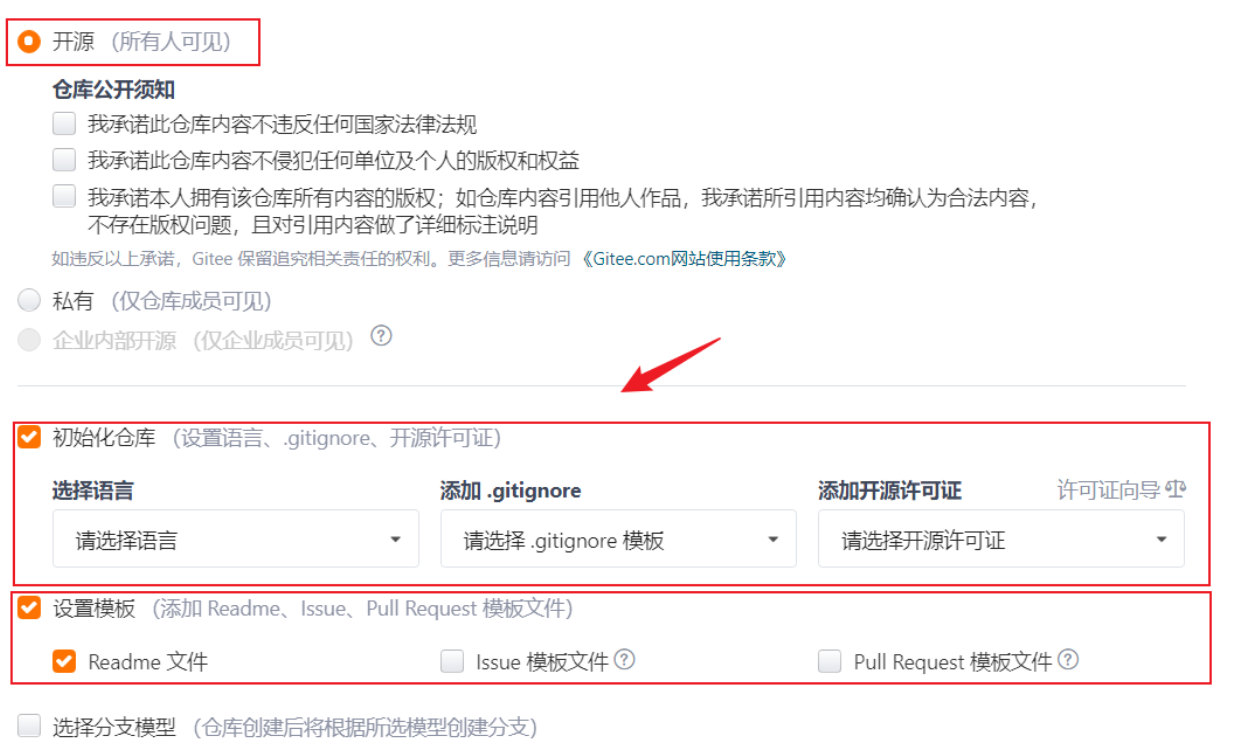 开源 (所有人可见)
仓库公开须知
我承诺此仓库内容不违反任何国家法律法规
我承诺此仓库内容不侵犯任何单位及个人的版权和权益
我承诺本人拥有该仓库所有内容的版权；如仓库内容引用他人作品，我承诺所引用内容均确认为合法内容，
不存在版权问题，且对引用内容做了详细标注说明
如违反以上承诺，Gitee 保留追究相关责任的权利。更多信息请访问 《Gitee.com网站使用条款》
私有 (仅仓库成员可见)
企业内部开源 (仅企业成员可见) ?
初始化仓库 (设置语言、.gitignore、开源许可证)
选择语言 添加 .gitignore 添加开源许可证 许可证向导
请选择语言 请选择 .gitignore 模板 请选择开源许可证
设置模板 (添加 Readme、Issue、Pull Request 模板文件)
Readme 文件 Issue 模板文件 ? Pull Request 模板文件 ?
选择分支模型 (仓库创建后将根据所选模型创建分支)